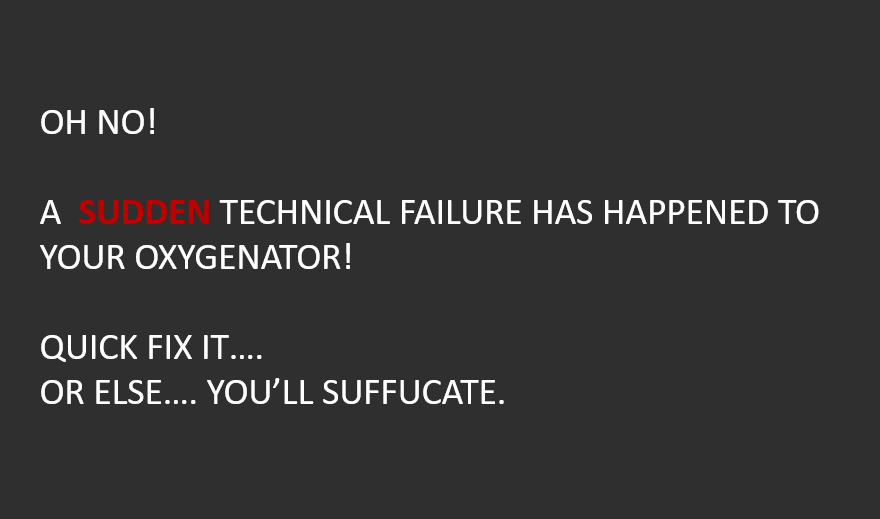 OH NO!
A  SUDDEN TECHNICAL FAILURE HAS HAPPENED TO
YOUR OXYGENATOR!
QUICK FIX IT....
OR ELSE.... YOU’LL SUFFUCATE.